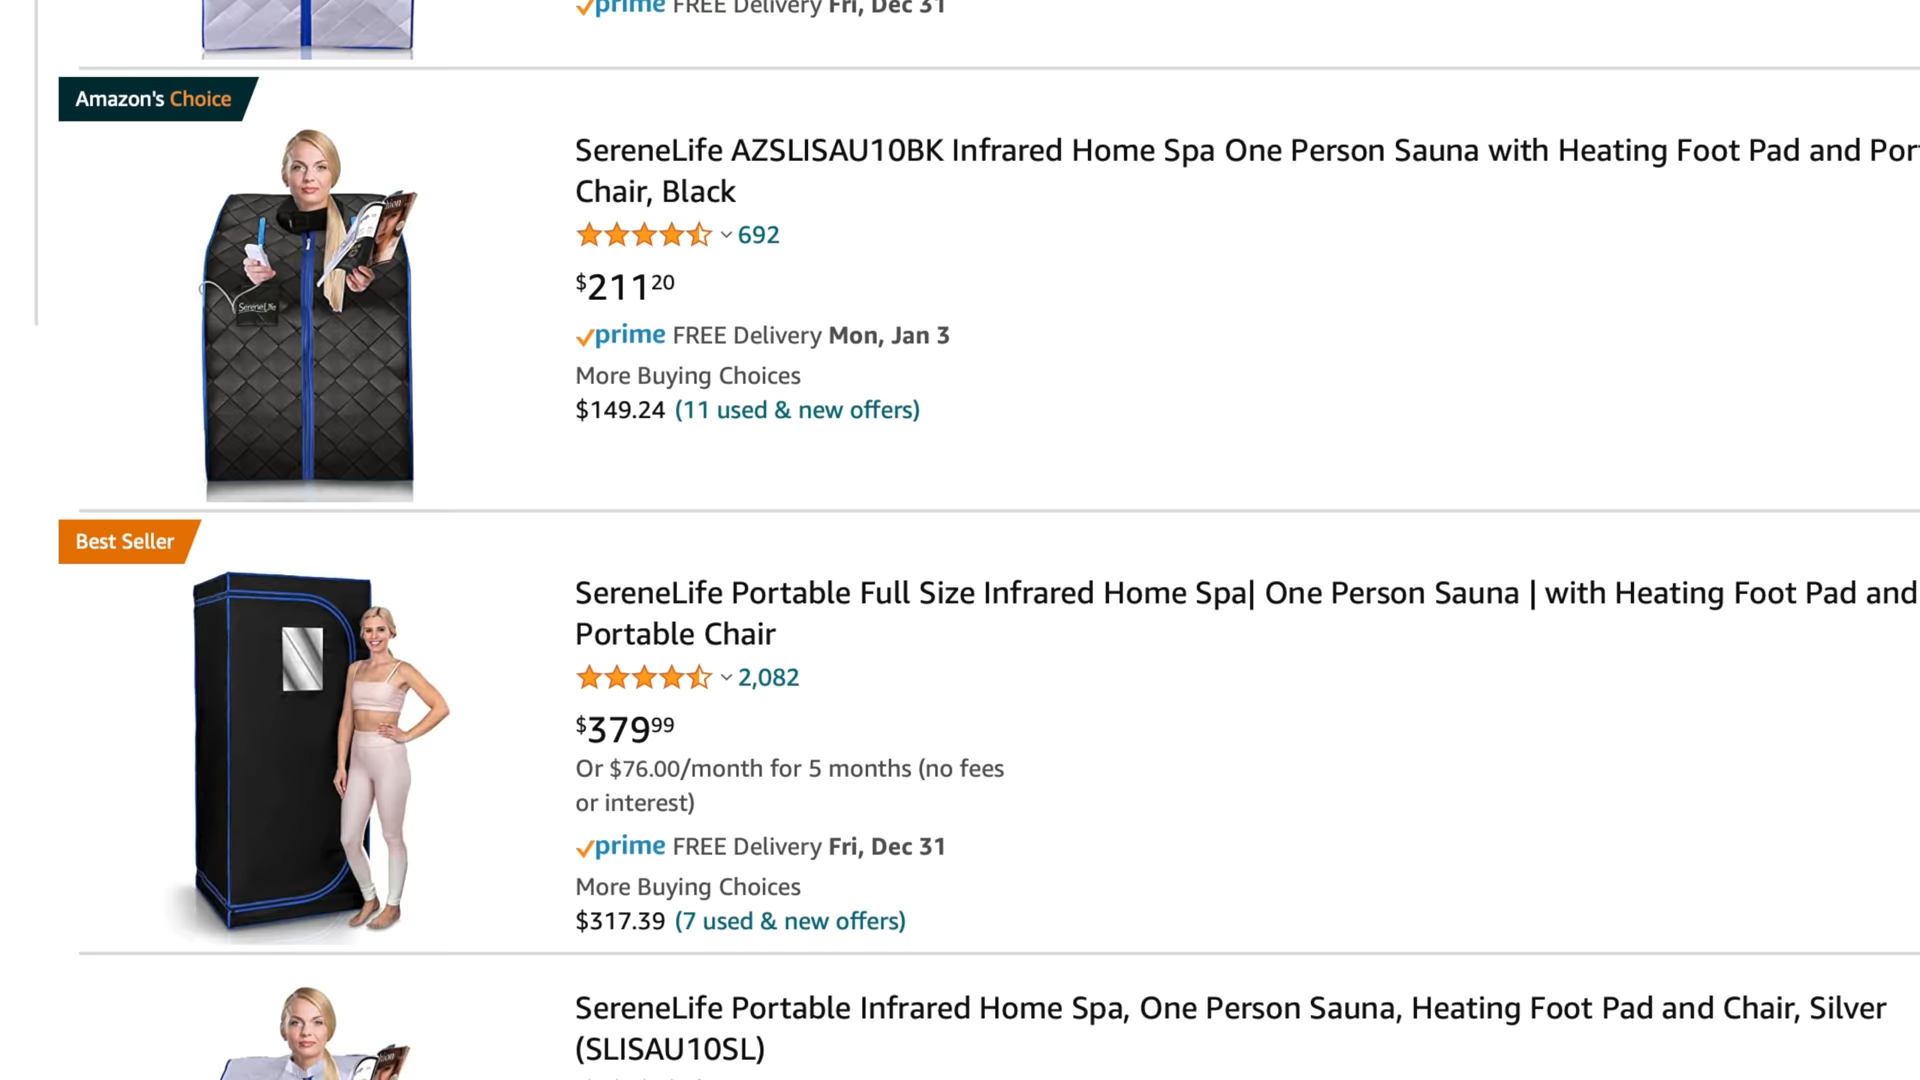 prime FREE Delivery Fri, Dec 31
Amazon's Choice
SereneLife AZSLISAU10BK Infrared Home Spa One Person Sauna with Heating Foot Pad and Por
Chair, Black
692
$211 20
prime FREE Delivery Mon, Jan 3
More Buying Choices
$149.24 (11 used & new offers)
SereneLife
Best Seller
SereneLife Portable Full Size Infrared Home Spa| One Person Sauna | with Heating Foot Pad and
Portable Chair
2,082
$379 99
Or $76.00/month for 5 months (no fees
or interest)
prime FREE Delivery Fri, Dec 31
More Buying Choices
$317.39 (7 used & new offers)
SereneLife Portable Infrared Home Spa, One Person Sauna, Heating Foot Pad and Chair, Silver
(SLISAU10SL)